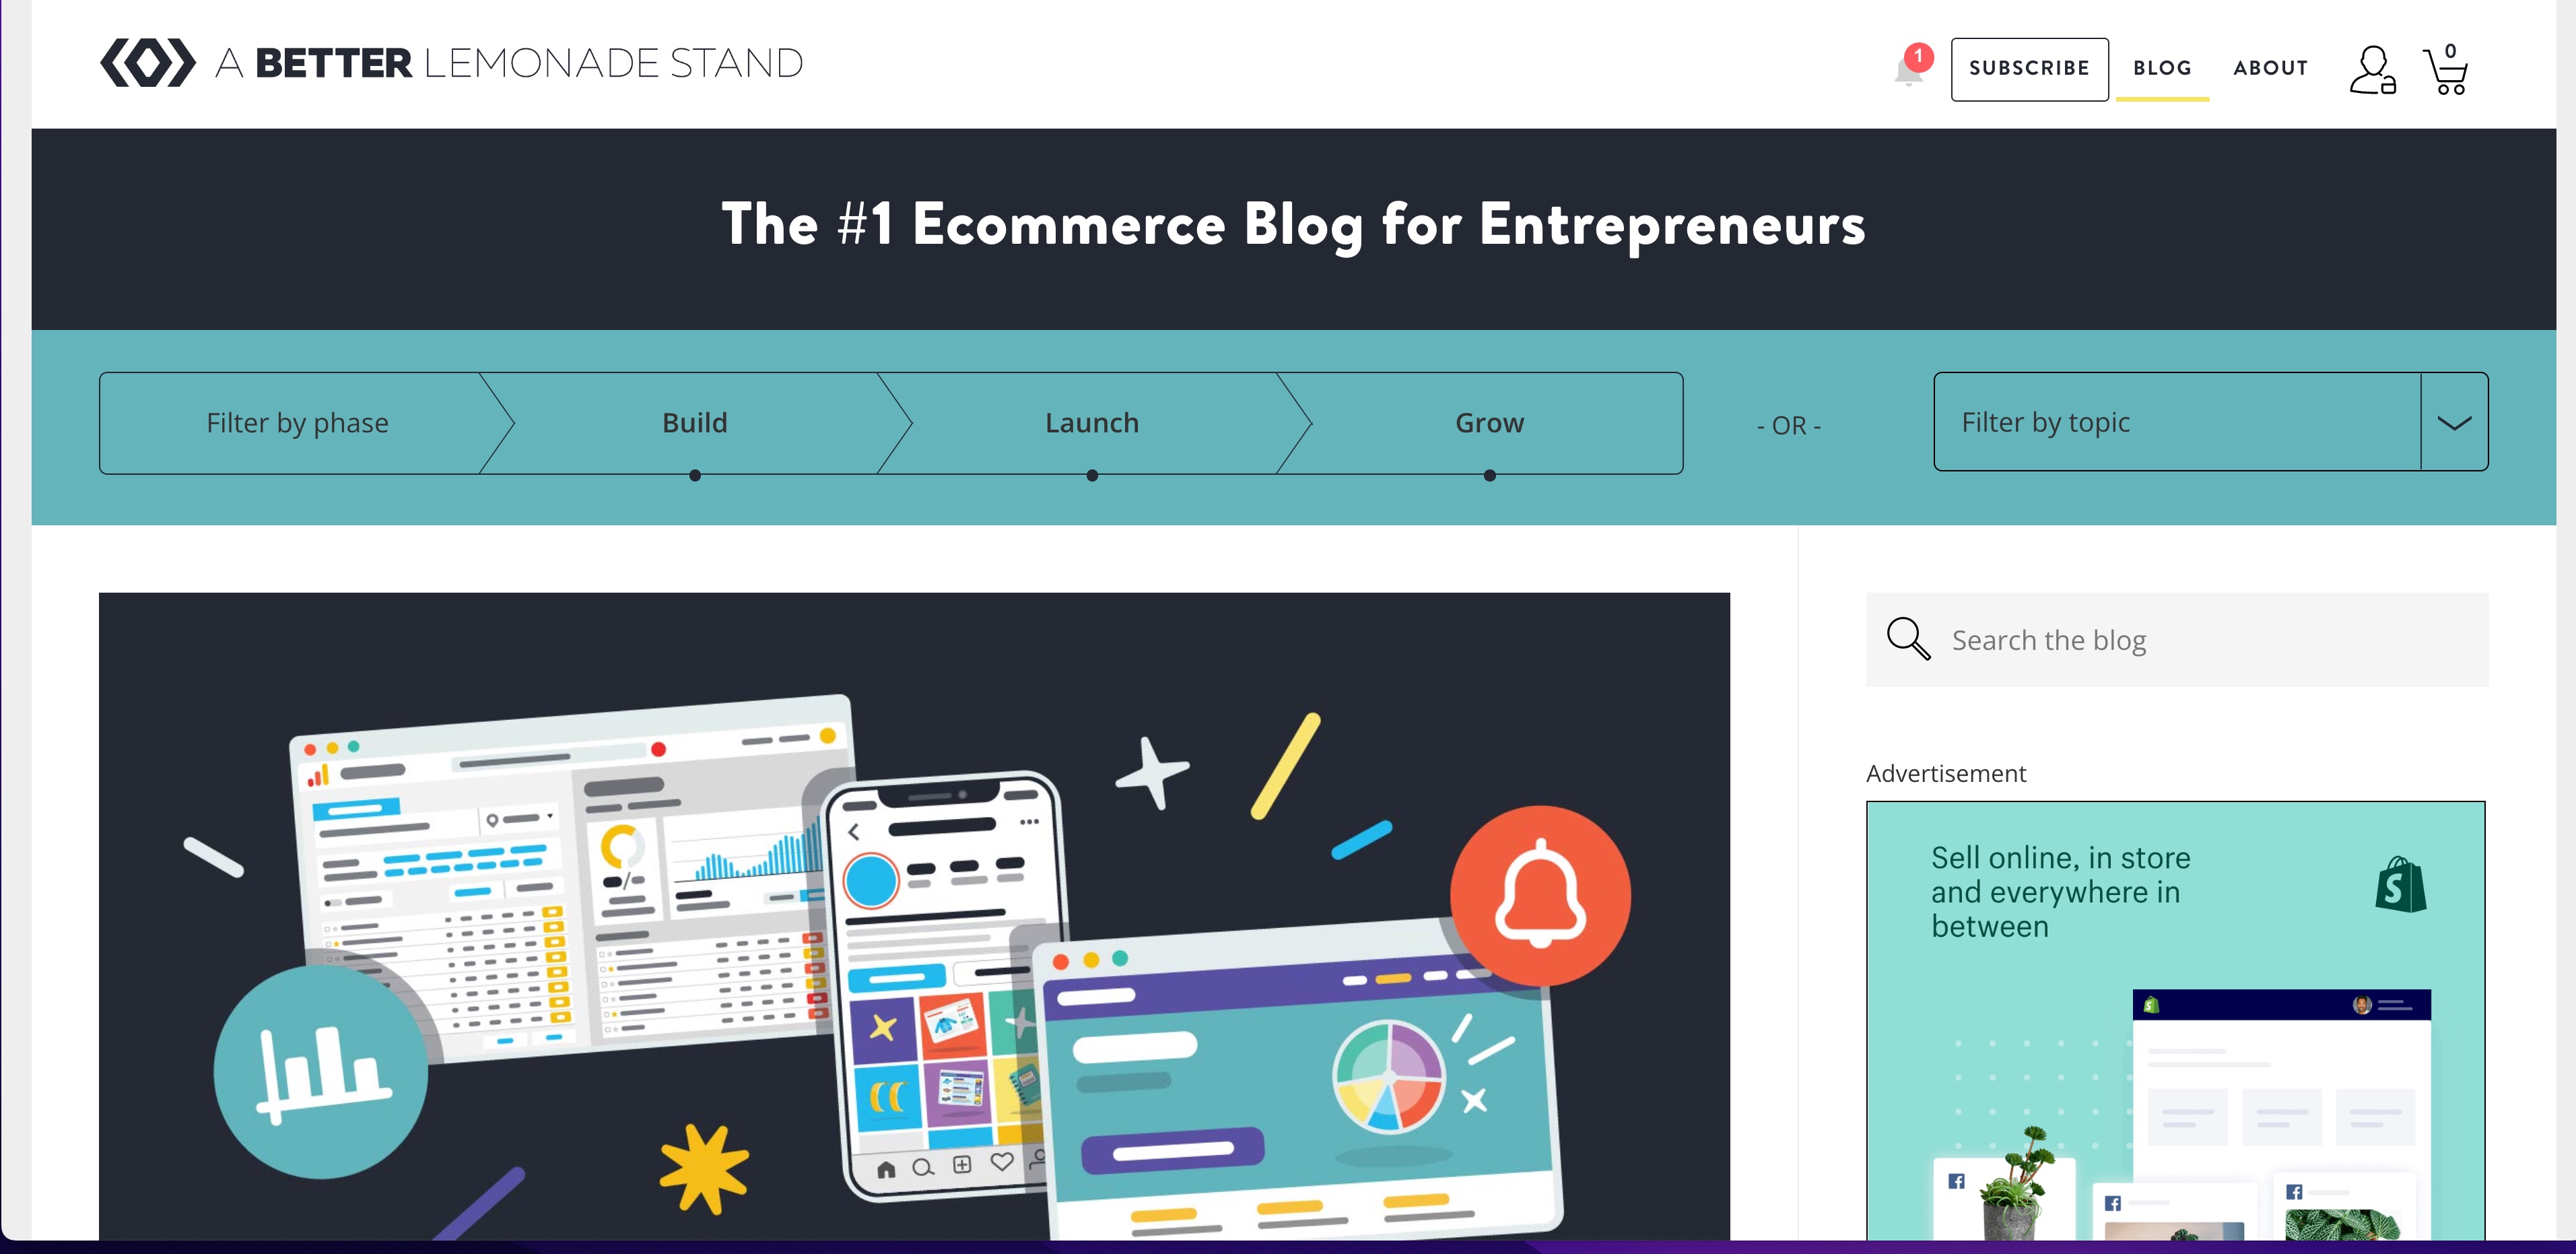 A BETTER LEMONADE STAND
1
SUBSCRIBE
BLOG
ABOUT
0
The #1 Ecommerce Blog for Entrepreneurs
Filter by phase
Build
Launch
Grow
- OR -
Filter by topic
Search the blog
Advertisement
Sell online, in store
and everywhere in
between